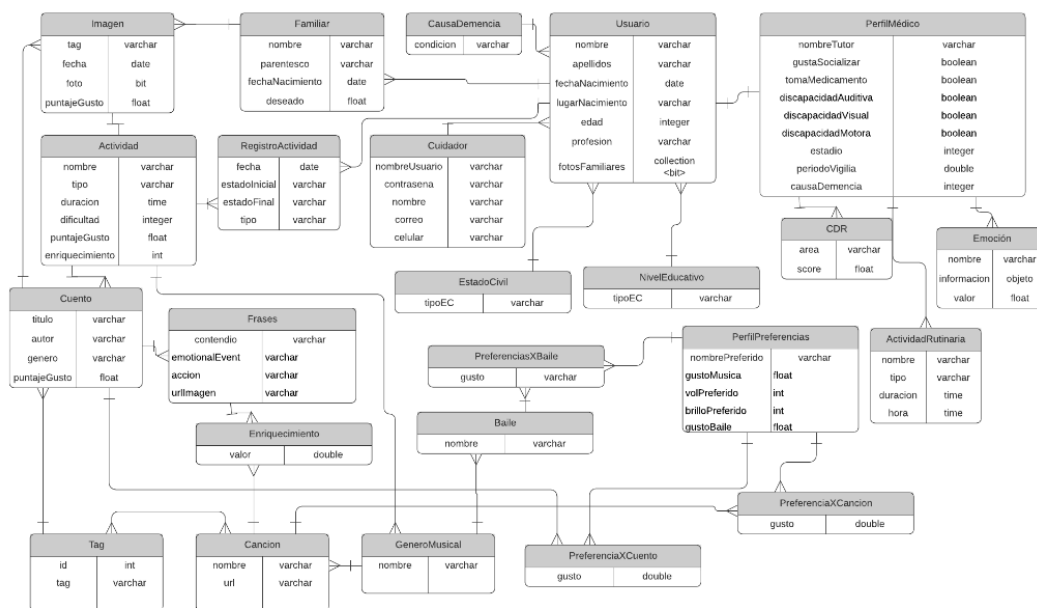 Imagen
tag varchar
fecha date
foto bit
puntajeGusto float
Familiar
nombre varchar
parentesco varchar
fechaNacimiento date
deseado float
CausaDemencia
condicion varchar
Usuario
nombre varchar
apellidos varchar
fechaNacimiento date
lugarNacimiento varchar
edad integer
profesion varchar
fotosFamiliares collection
<bit>
PerfilMédico
nombreTutor varchar
gustaSocializar boolean
tomaMedicamento boolean
discapacidadAuditiva boolean
discapacidadVisual boolean
discapacidadMotora boolean
estadio integer
periodoVigilia double
causaDemencia integer
Actividad
nombre varchar
tipo varchar
duracion time
dificultad integer
puntajeGusto float
enriquecimiento int
RegistroActividad
fecha date
estadoInicial varchar
estadoFinal varchar
tipo varchar
Cuidador
nombreUsuario varchar
contrasena varchar
nombre varchar
correo varchar
celular varchar
CDR
area varchar
score float
Emoción
nombre varchar
informacion objeto
valor float
EstadoCivil
tipoEC varchar
NivelEducativo
tipoEC varchar
Cuento
titulo varchar
autor varchar
genero varchar
puntajeGusto float
Frases
contendio varchar
emotionalEvent varchar
accion varchar
urlImagen varchar
PreferenciasXBaile
gusto varchar
PerfilPreferencias
nombrePreferido varchar
gustoMusica float
volPreferido int
brilloPreferido int
gustoBaile float
ActividadRutinaria
nombre varchar
tipo varchar
duracion time
hora time
Enriquecimiento
valor double
Baile
nombre varchar
PreferenciaXCancion
gusto double
Tag
id int
tag varchar
Cancion
nombre varchar
url varchar
GeneroMusical
nombre varchar
PreferenciaXCuento
gusto double